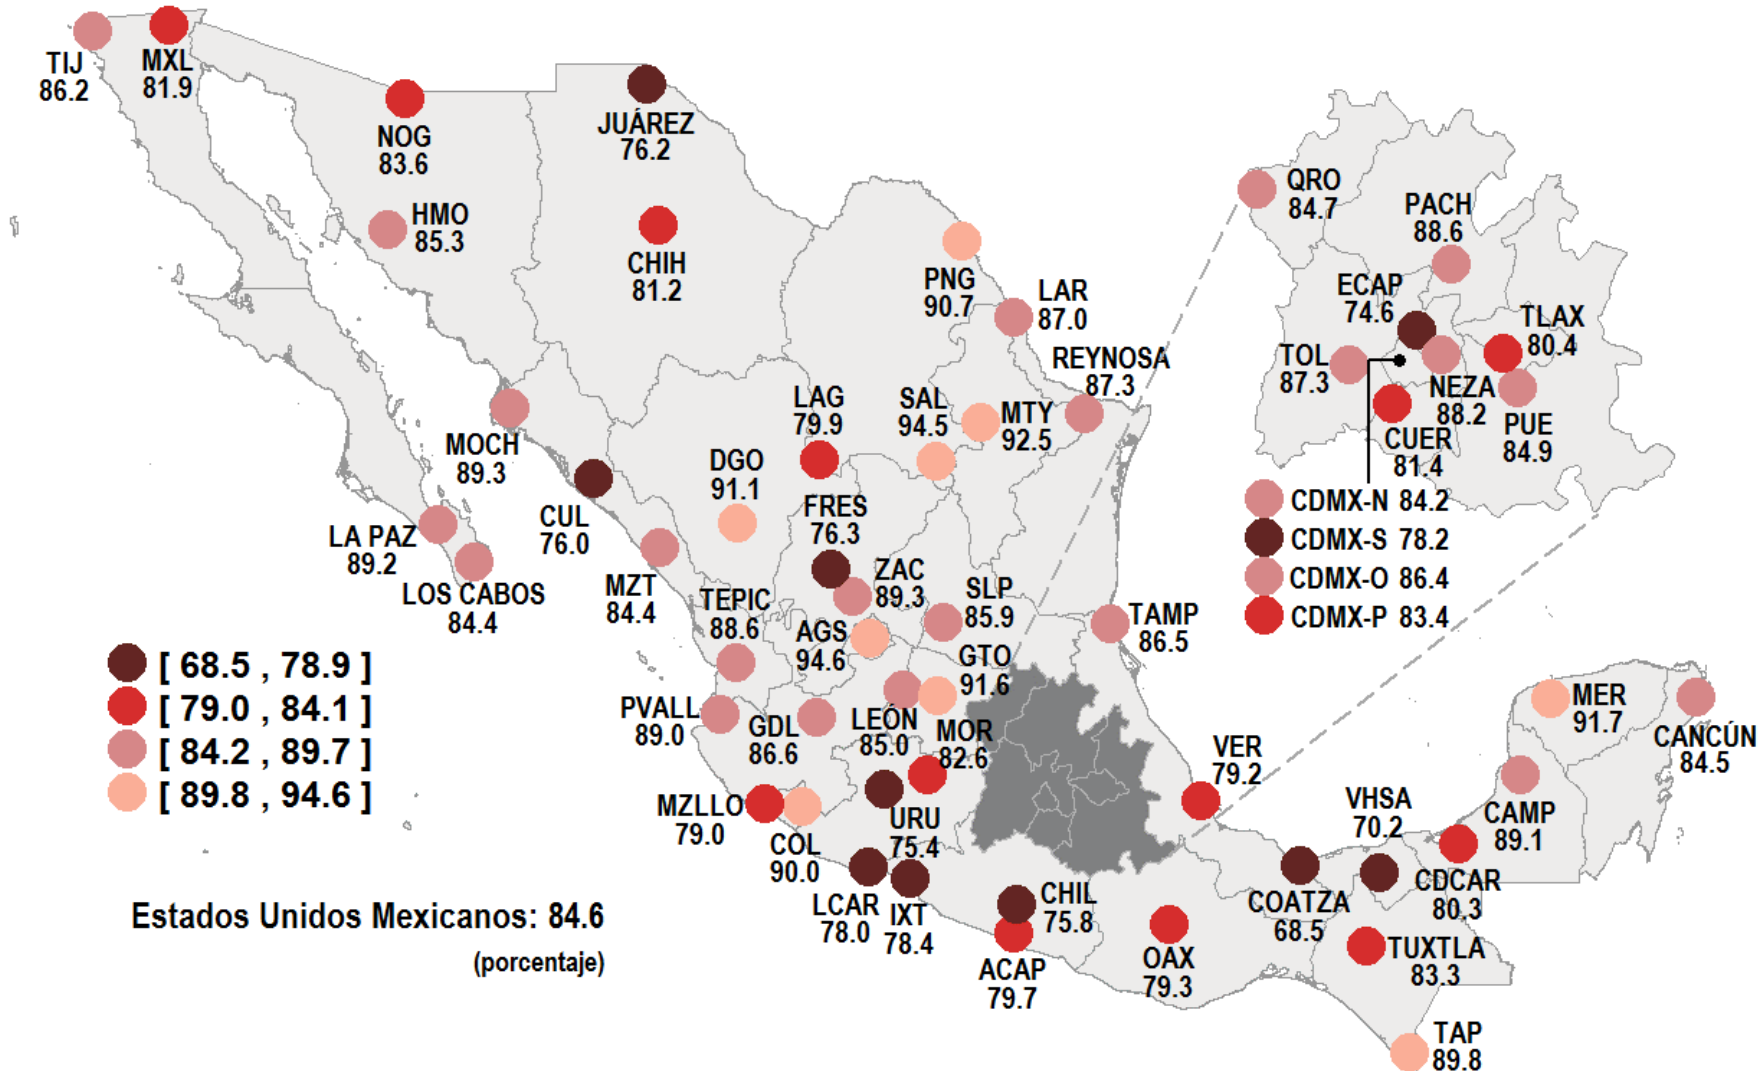 TIJ
86.2
MXL
81.9
NOG
83.6
JUÁREZ
76.2
HMO
85.3
CHIH
81.2
PNG
90.7
LAR
87.0
REYNOSA
87.3
LAG
79.9
SAL
94.5
MTY
92.5
MOCH
89.3
DGO
91.1
CUL
76.0
FRES
76.3
LA PAZ
89.2
LOS CABOS
84.4
MZT
84.4
ZAC
89.3
SLP
85.9
TEPIC
88.6
AGS
94.6
TAMP
86.5
GTO
91.6
PVALL
89.0
GDL
86.6
LEÓN
85.0
MOR
82.6
MZLLO
79.0
COL
90.0
URU
75.4
LCAR
78.0
IXT
78.4
CHIL
75.8
ACAP
79.7
OAX
79.3
VER
79.2
COATZA
68.5
VHSA
70.2
CDCAR
80.3
CAMP
89.1
MER
91.7
CANCÚN
84.5
TUXTLA
83.3
TAP
89.8
QRO
84.7
PACH
88.6
ECAP
74.6
TLAX
80.4
TOL
87.3
NEZA
88.2
PUE
84.9
CUER
81.4
CDMX-N 84.2
CDMX-S 78.2
CDMX-O 86.4
CDMX-P 83.4
[ 68.5 , 78.9 ]
[ 79.0 , 84.1 ]
[ 84.2 , 89.7 ]
[ 89.8 , 94.6 ]
Estados Unidos Mexicanos: 84.6
(porcentaje)